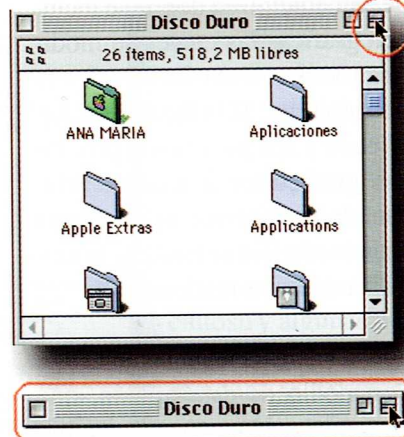 Disco Duro
26 ítems, 518,2 MB libres
ANA MARIA Aplicaciones
Apple Extras Applications
Disco Duro